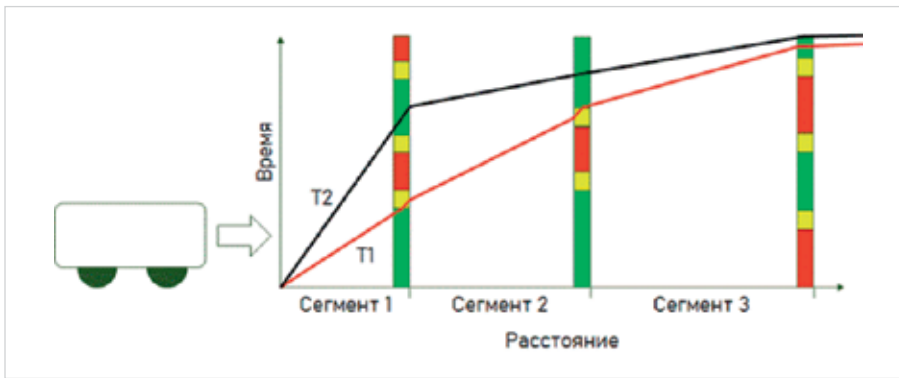 Время
T2
T1
Сегмент 1
Сегмент 2
Сегмент 3
Расстояние